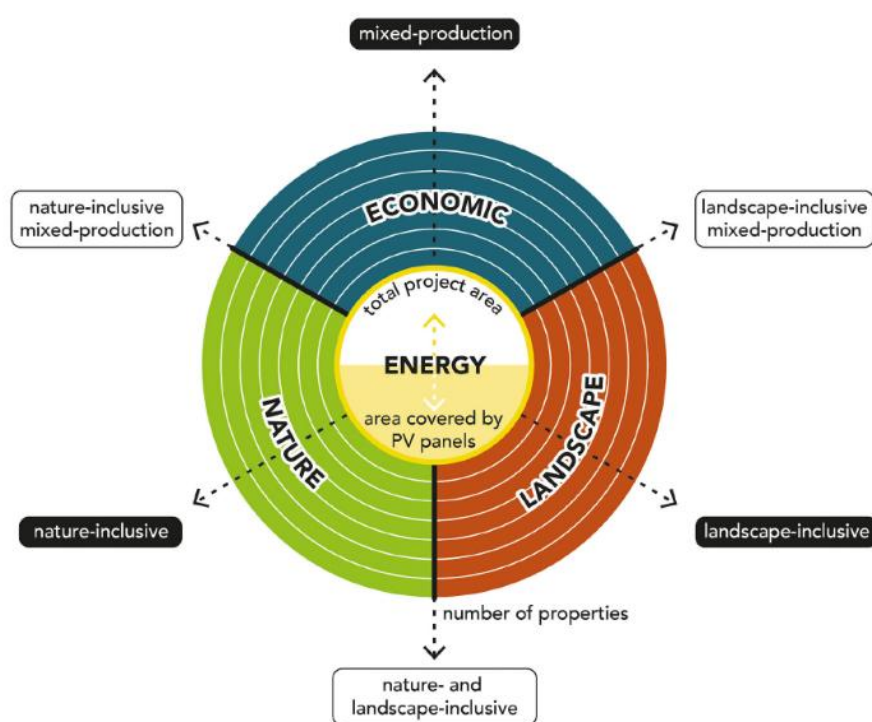 mixed-production
nature-inclusive
mixed-production
ECONOMIC
landscape-inclusive
mixed-production
total project area
ENERGY
area covered by
PV panels
NATURE
LANDSCAPE
nature-inclusive
landscape-inclusive
number of properties
nature- and
landscape-inclusive